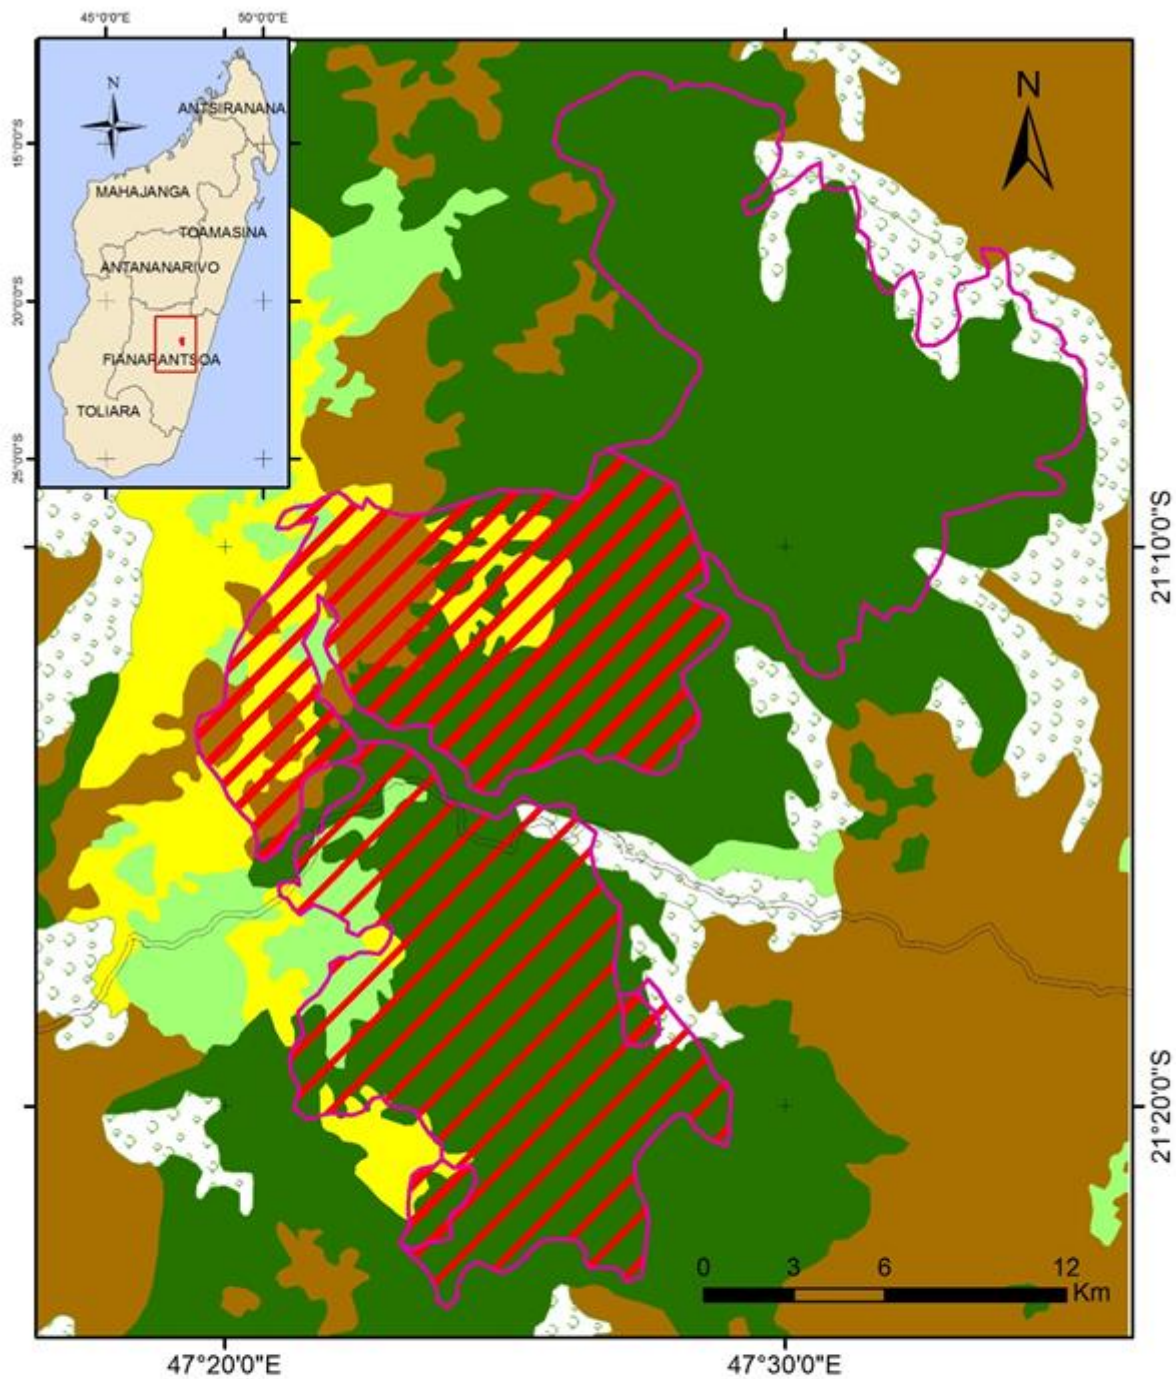 45°0'0"E 50°0'0"E
N
ANTSIRANANA
15°0'0"S
MAHAJANGA
TOAMASINA
ANTANANARIVO
20°0'0"S
FIANARANTSOA
TOLIARA
25°0'0"S
N
21°10'0"S
21°20'0"S
0 3 6 12
Km
47°20'0"E 47°30'0"E